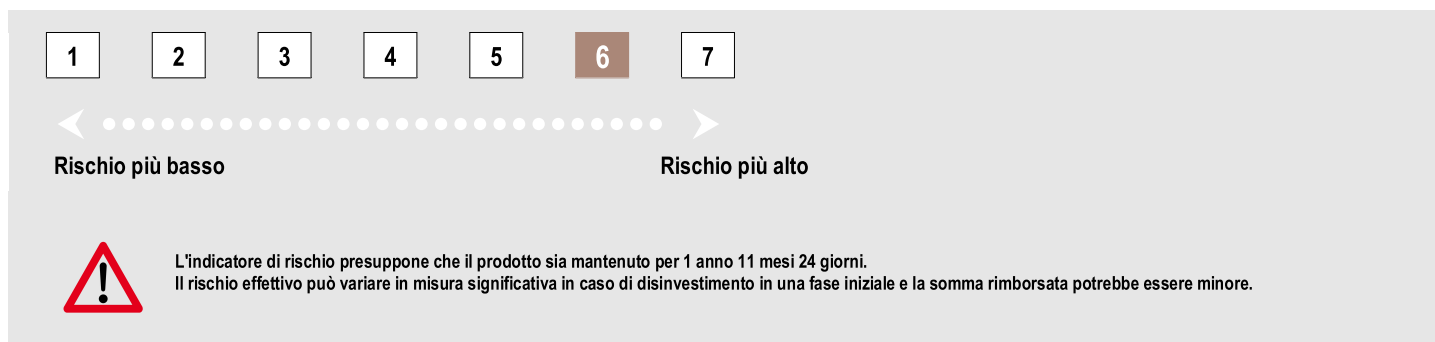 1 2 3 4 5 6 7
Rischio più basso Rischio più alto
L'indicatore di rischio presuppone che il prodotto sia mantenuto per 1 anno 11 mesi 24 giorni.
Il rischio effettivo può variare in misura significativa in caso di disinvestimento in una fase iniziale e la somma rimborsata potrebbe essere minore.